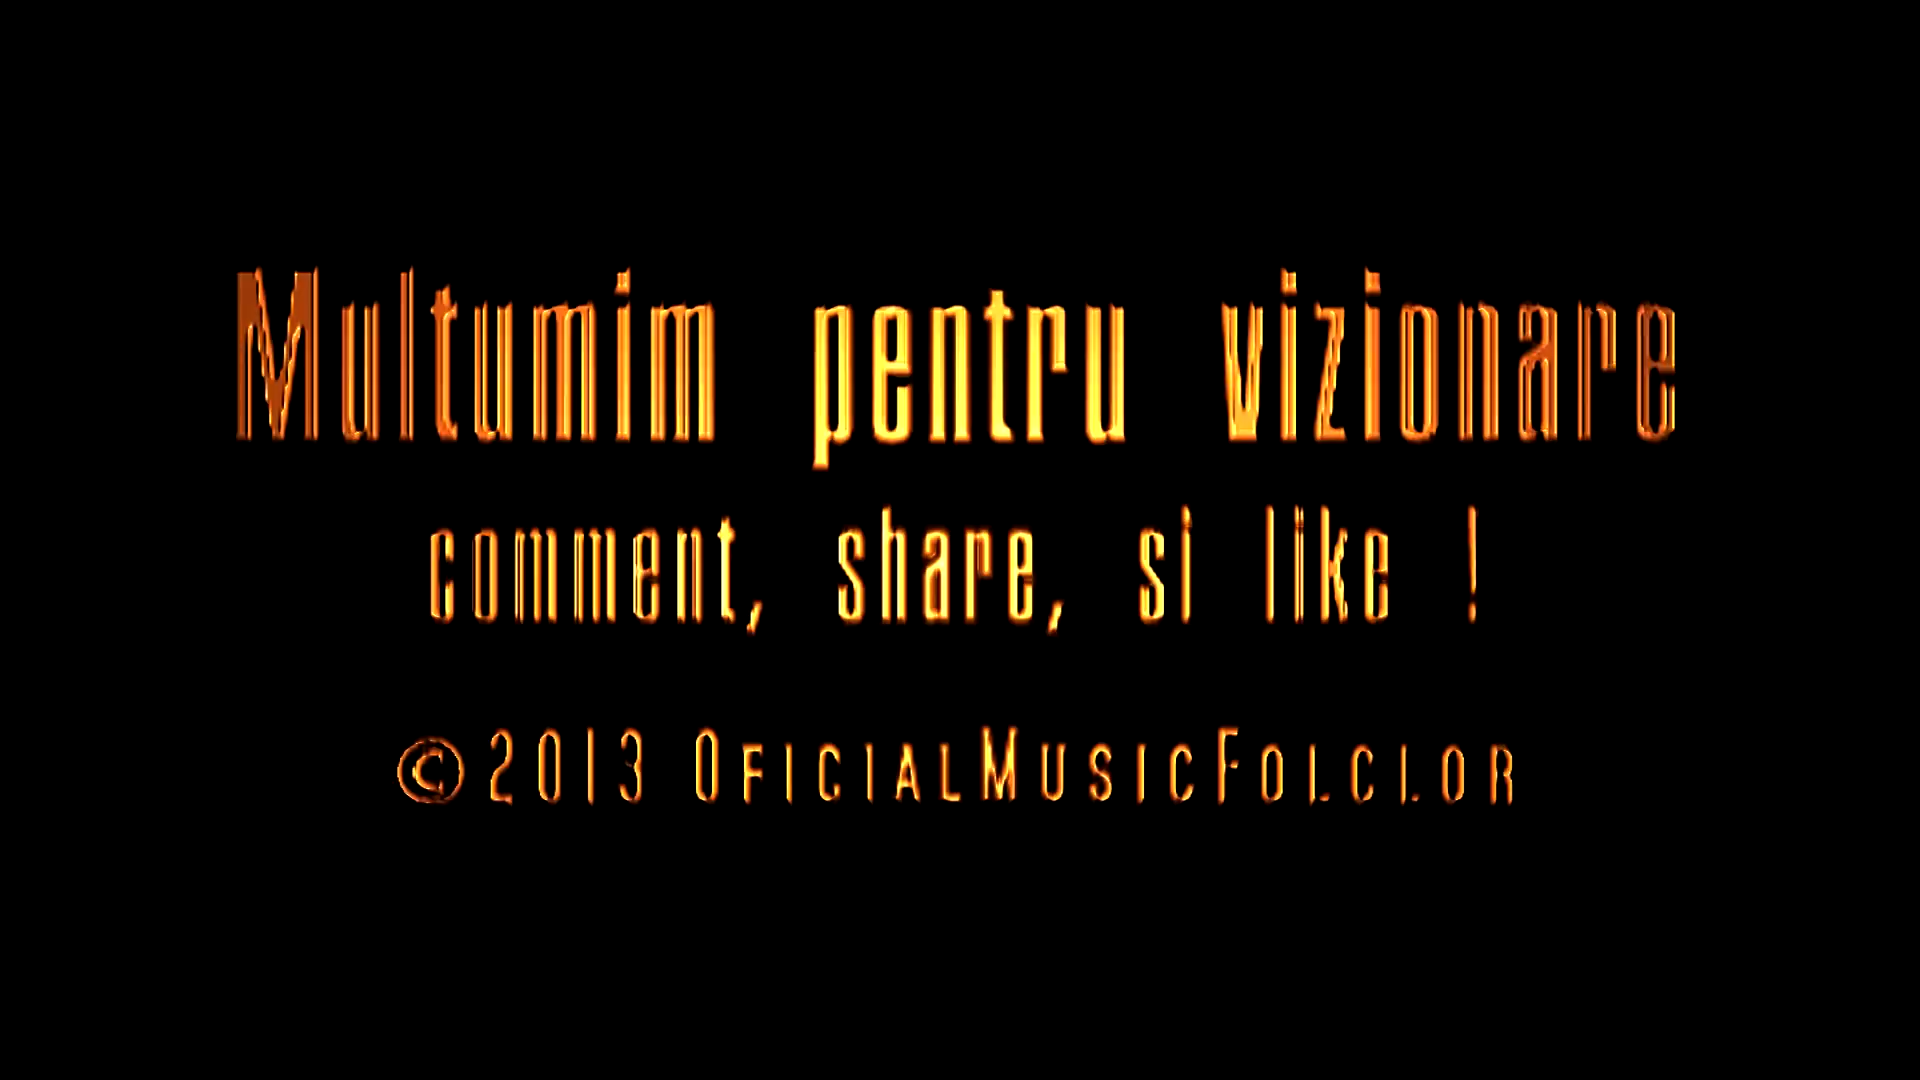 Multumim pentru vizionare
comment, share, si like !
©2013 OficialMusicFolclor